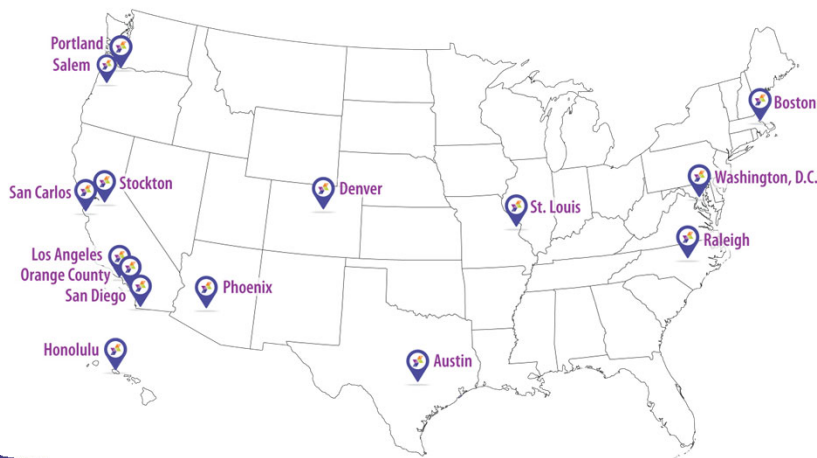 Portland
Salem
Boston
San Carlos
Stockton
Denver
Washington, D.C.
St. Louis
Raleigh
Los Angeles
Orange County
San Diego
Phoenix
Honolulu
Austin